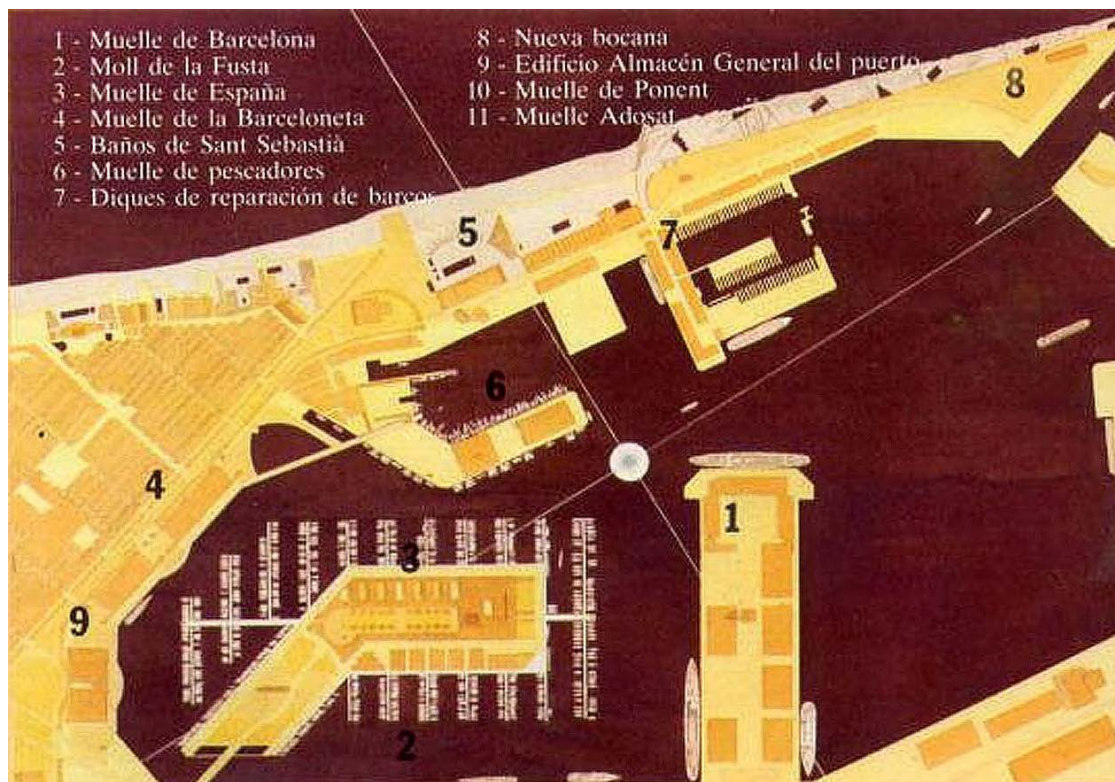 1 - Muelle de Barcelona
2 - Moll de la Fusta
3 - Muelle de España
4 - Muelle de la Barceloneta
5 - Baños de Sant Sebastià
6 - Muelle de pescadores
7 - Diques de reparación de barcos
8 - Nueva bocana
9 - Edificio Almacén General del puerto
10 - Muelle de Ponent
11 - Muelle Adosat
8
5
7
6
4
1
3
9
2